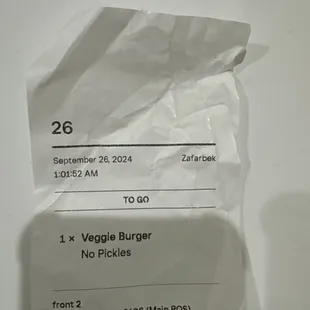 26
September 26, 2024 Zafarbek
1:01:52 AM
TO GO
1 × Veggie Burger
No Pickles
front 2
(Main POS)